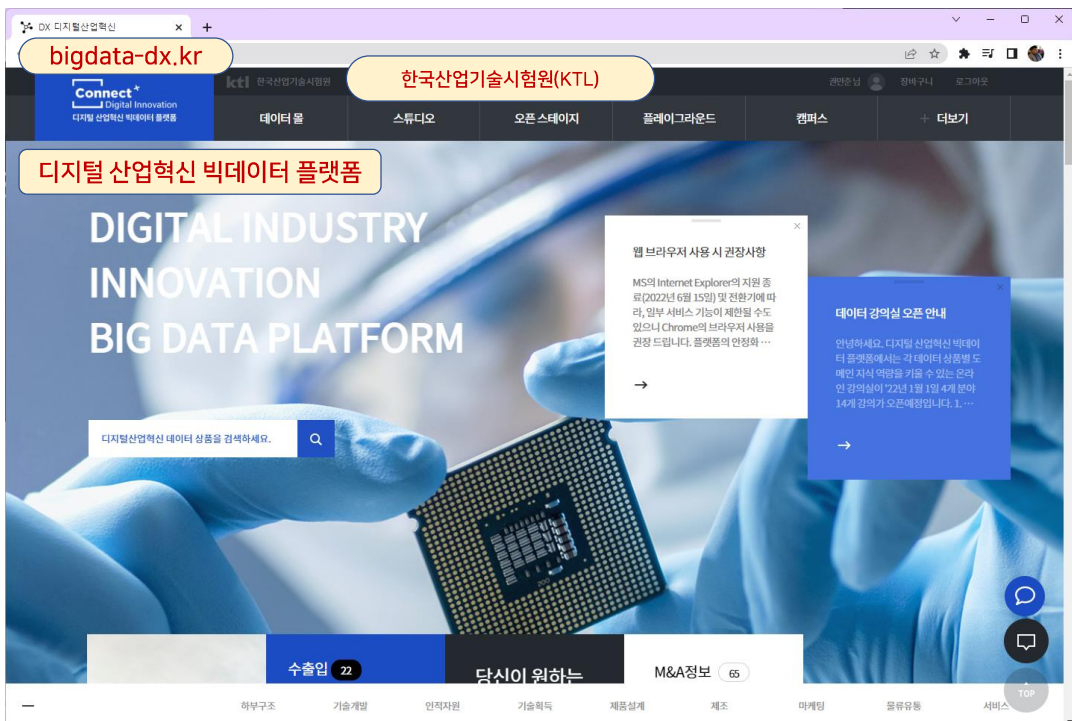 DX 디지털산업혁신
bigdata-dx.kr
ktl 한국산업기술시험원
한국산업기술시험원(KTL)
권만준님
장바구니
로그아웃
Connect+
Digital Innovation
디지털 산업혁신 빅데이터 플랫폼
데이터 몰
스튜디오
오픈 스테이지
플레이그라운드
캠퍼스
+ 더보기
디지털 산업혁신 빅데이터 플랫폼
DIGITAL INDUSTRY
INNOVATION
BIG DATA PLATFORM
디지털산업혁신 데이터 상품을 검색하세요.
웹 브라우저 사용 시 권장사항
MS의 Internet Explorer의 지원 종
료(2022년 6월 15일) 및 전환기에 따
라, 일부 서비스 기능이 제한될 수도
있으니 Chrome의 브라우저 사용을
권장 드립니다. 플랫폼의 안정화 …
데이터 강의실 오픈 안내
안녕하세요. 디지털 산업혁신 빅데이
터 플랫폼에서는 각 데이터 상품별 도
메인 지식 역량을 키울 수 있는 온라
인 강의실이 '22년 1월 1일 4개 분야
14개 강의가 오픈예정입니다. 1. …
수출입 22
당신이 원하는
M&A정보 65
TOP
하부구조
기술개발
인적자원
기술획득
제품설계
제조
마케팅
물류유통
서비스